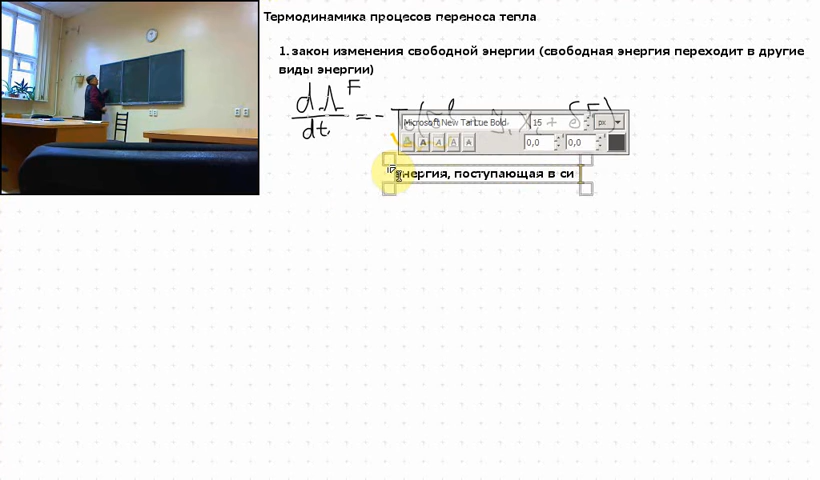 Термодинамика процесов переноса тепла
1. закон изменения свободной энергии (свободная энергия переходит в другие
виды энергии)
dΛ^F
dt = -
Microsoft New Tai Lue Bold
15 px
0,0 0,0
энергия, поступающая в си